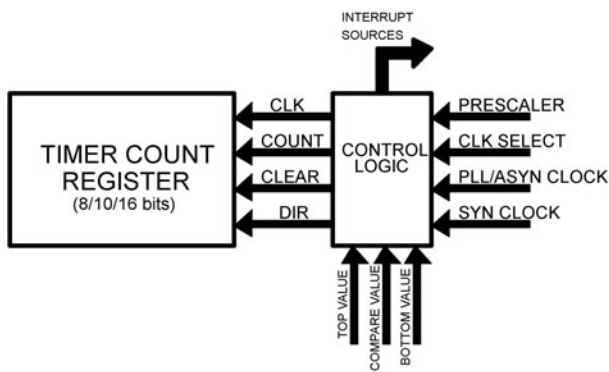 INTERRUPT
SOURCES
TIMER COUNT
REGISTER
(8/10/16 bits)
CLK
COUNT
CLEAR
DIR
CONTROL
LOGIC
PRESCALER
CLK SELECT
PLL/ASYN CLOCK
SYN CLOCK
TOP VALUE
COMPARE VALUE
BOTTOM VALUE